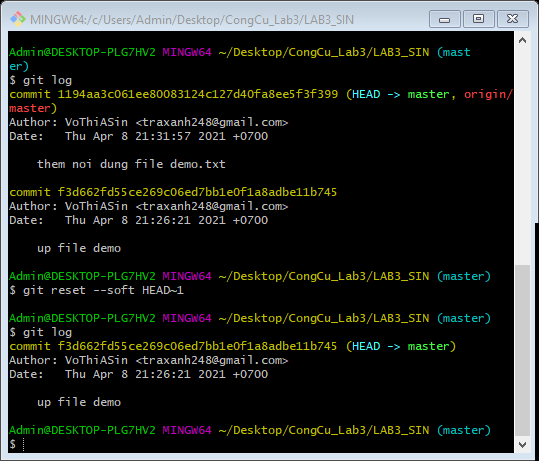 MINGW64:/c/Users/Admin/Desktop/CongCu_Lab3/LAB3_SIN
Admin@DESKTOP-PLG7HV2 MINGW64 ~/Desktop/CongCu_Lab3/LAB3_SIN (mast
er)
$ git log
commit 1194aa3c061ee80083124c127d40fa8ee5f3f399 (HEAD -> master, origin/
master)
Author: VoThiASin <traxanh248@gmail.com>
Date:   Thu Apr 8 21:31:57 2021 +0700
    them noi dung file demo.txt
commit f3d662fd55ce269c06ed7bb1e0f1a8adbe11b745
Author: VoThiASin <traxanh248@gmail.com>
Date:   Thu Apr 8 21:26:21 2021 +0700
    up file demo
Admin@DESKTOP-PLG7HV2 MINGW64 ~/Desktop/CongCu_Lab3/LAB3_SIN (master)
$ git reset --soft HEAD~1
Admin@DESKTOP-PLG7HV2 MINGW64 ~/Desktop/CongCu_Lab3/LAB3_SIN (master)
$ git log
commit f3d662fd55ce269c06ed7bb1e0f1a8adbe11b745 (HEAD -> master)
Author: VoThiASin <traxanh248@gmail.com>
Date:   Thu Apr 8 21:26:21 2021 +0700
    up file demo
Admin@DESKTOP-PLG7HV2 MINGW64 ~/Desktop/CongCu_Lab3/LAB3_SIN (master)
$